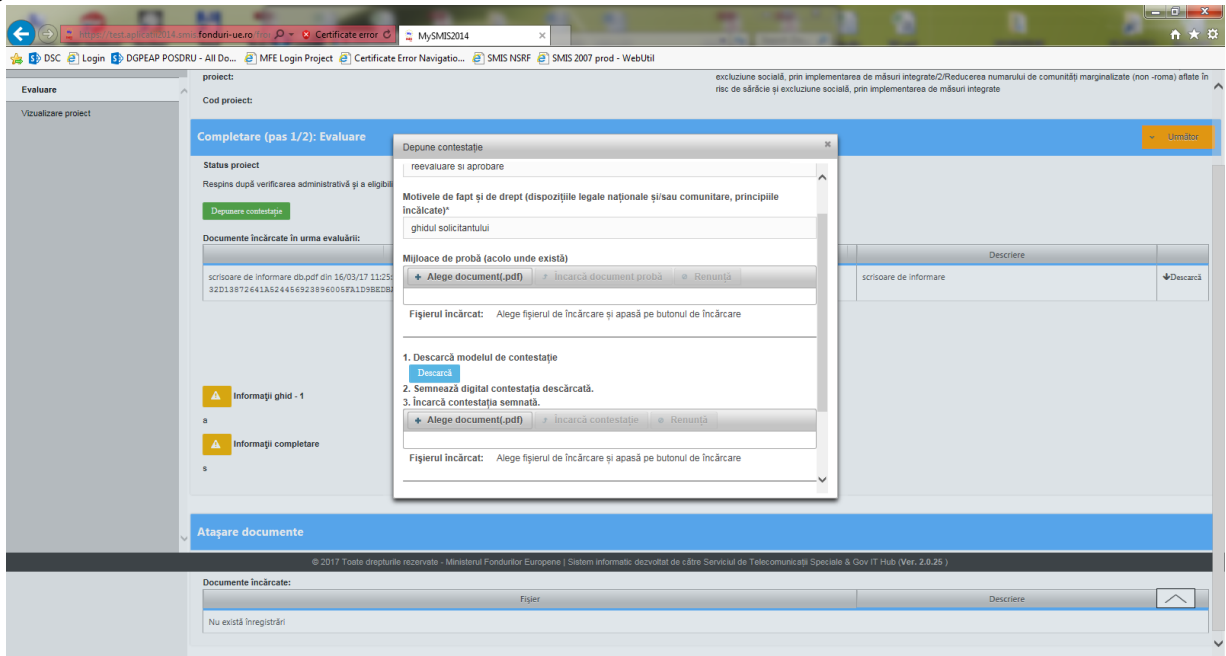 https://test.aplicatii2014.smis.fonduri-ue.ro
Certificate error
MySMIS2014
DSC
Login
DGPEAP POSDRU - All Do...
MFE Login Project
Certificate Error Navigatio...
SMIS NSRF
SMIS 2007 prod - WebUtil
Evaluare
Vizualizare proiect
proiect:
excluziune socială, prin implementarea de măsuri integrate/2/Reducerea numarului de comunități marginalizate (non -roma) aflate în
risc de sărăcie și excluziune socială, prin implementarea de măsuri integrate
Cod proiect:
Completare (pas 1/2): Evaluare
Următor
Status proiect
Respins după verificarea administrativă și a eligibili
Depunere contestație
Documente încărcate în urma evaluării:
Descriere
scrisoare de informare db.pdf din 16/03/17 11:25:
32D13872641A524456923896005FA1D9BEDB
scrisoare de informare
Descarcă
Depune contestație
reevaluare si aprobare
Motivele de fapt și de drept (dispozițiile legale naționale și/sau comunitare, principiile
încălcate)*
ghidul solicitantului
Mijloace de probă (acolo unde există)
Alege document(.pdf)
Încarcă document probă
Renunță
Fișierul încărcat: Alege fișierul de încărcare și apasă pe butonul de încărcare
1. Descarcă modelul de contestație
Descarcă
2. Semnează digital contestația descărcată.
3. Încarcă contestația semnată.
Alege document(.pdf)
Încarcă contestație
Renunță
Fișierul încărcat: Alege fișierul de încărcare și apasă pe butonul de încărcare
Informații ghid - 1
a
Informații completare
s
Atașare documente
© 2017 Toate drepturile rezervate - Ministerul Fondurilor Europene | Sistem informatic dezvoltat de către Serviciul de Telecomunicații Speciale & Gov IT Hub (Ver. 2.0.25 )
Documente încărcate:
Fișier
Descriere
Nu există înregistrări